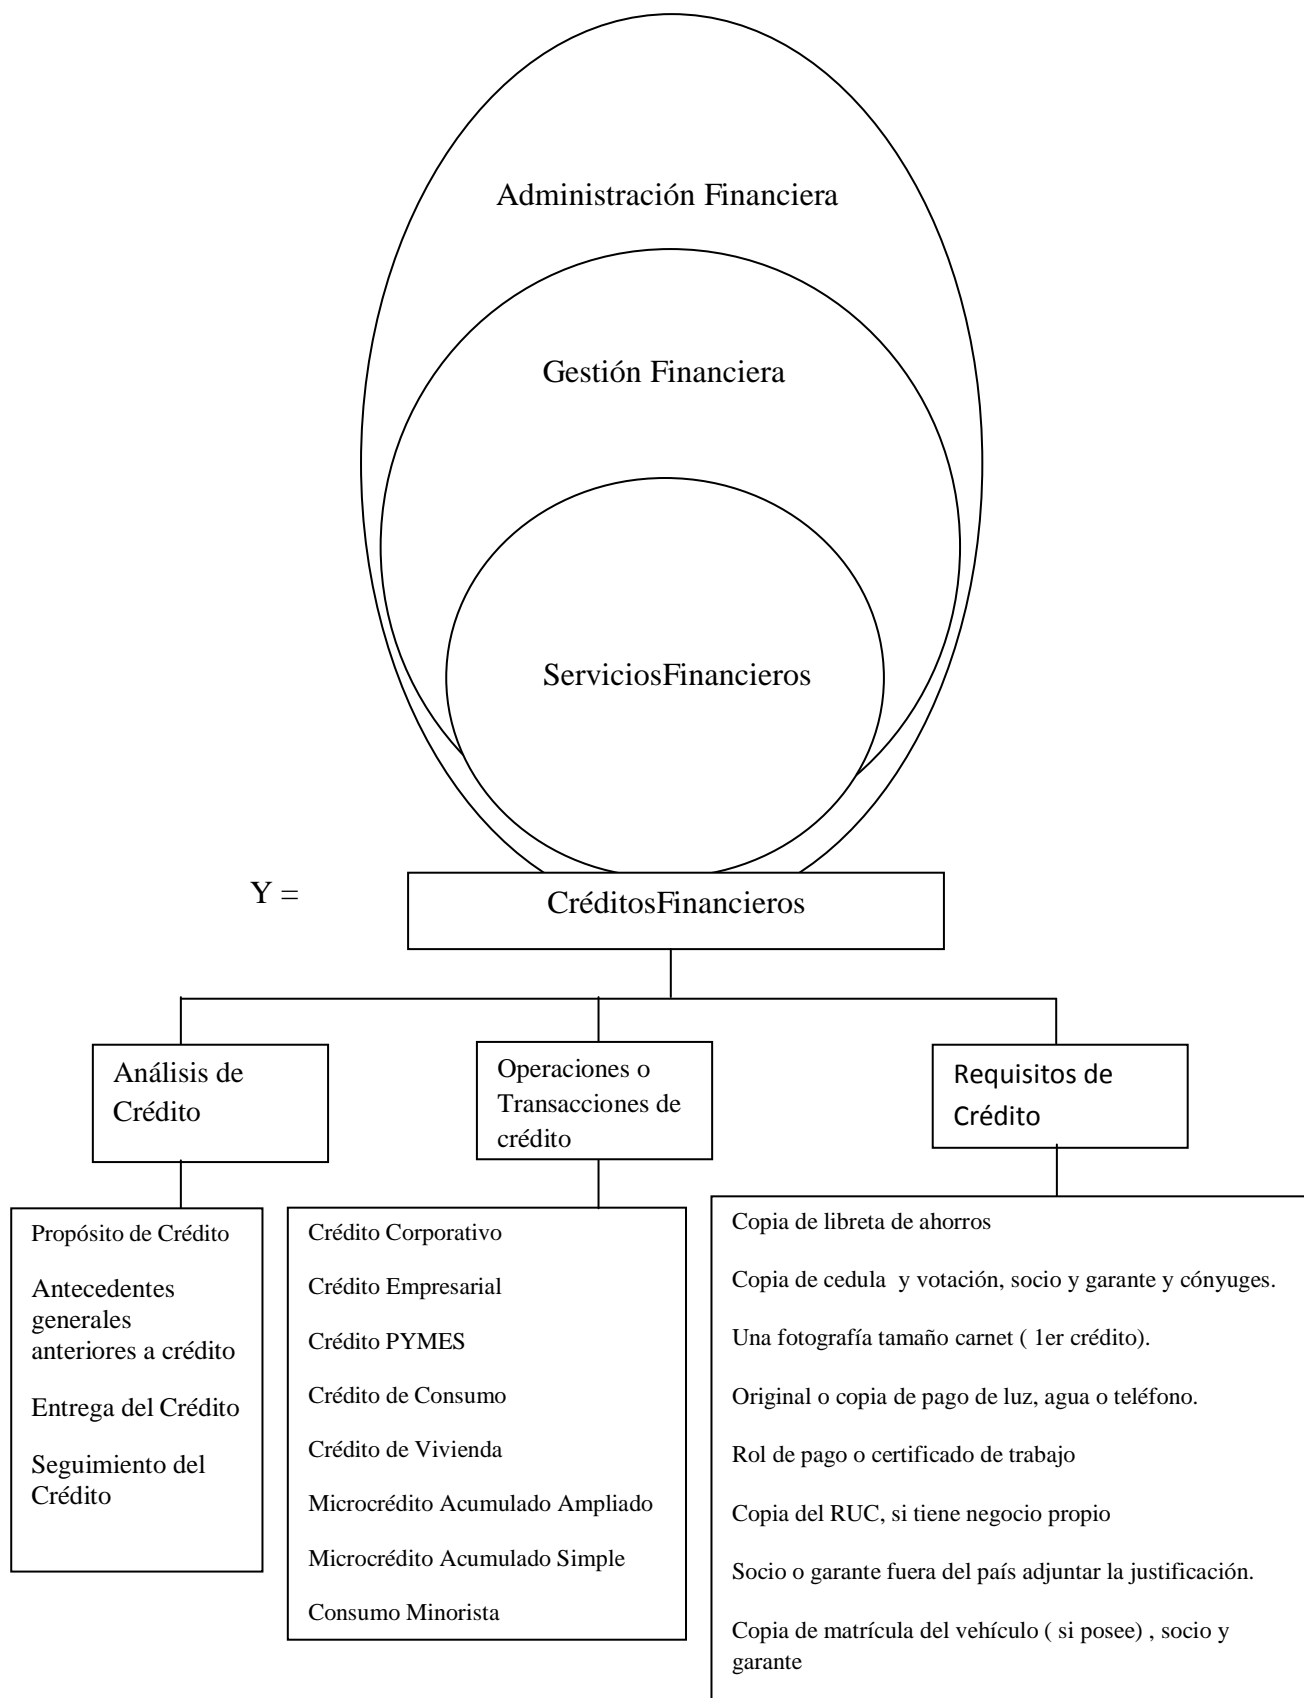 Administración Financiera
Gestión Financiera
ServiciosFinancieros
Y =
CréditosFinancieros
Análisis de
Crédito
Operaciones o
Transacciones de
crédito
Requisitos de
Crédito
Propósito de Crédito
Antecedentes
generales
anteriores a crédito
Entrega del Crédito
Seguimiento del
Crédito
Crédito Corporativo
Crédito Empresarial
Crédito PYMES
Crédito de Consumo
Crédito de Vivienda
Microcrédito Acumulado Ampliado
Microcrédito Acumulado Simple
Consumo Minorista
Copia de libreta de ahorros
Copia de cedula  y votación, socio y garante y cónyuges.
Una fotografía tamaño carnet ( 1er crédito).
Original o copia de pago de luz, agua o teléfono.
Rol de pago o certificado de trabajo
Copia del RUC, si tiene negocio propio
Socio o garante fuera del país adjuntar la justificación.
Copia de matrícula del vehículo ( si posee) , socio y
garante